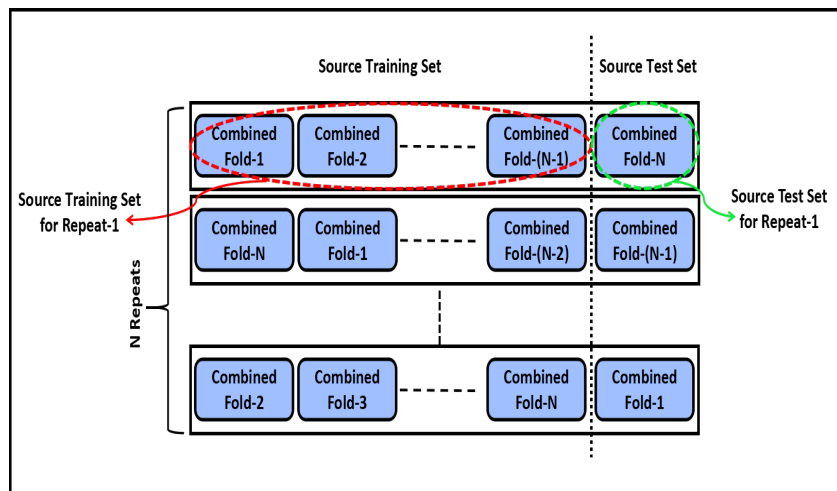 Source Training Set
Source Test Set
Combined
Fold-1
Combined
Fold-2
Combined
Fold-(N-1)
Combined
Fold-N
Source Training Set
for Repeat-1
Source Test Set
for Repeat-1
Combined
Fold-N
Combined
Fold-1
Combined
Fold-(N-2)
Combined
Fold-(N-1)
N Repeats
Combined
Fold-2
Combined
Fold-3
Combined
Fold-N
Combined
Fold-1